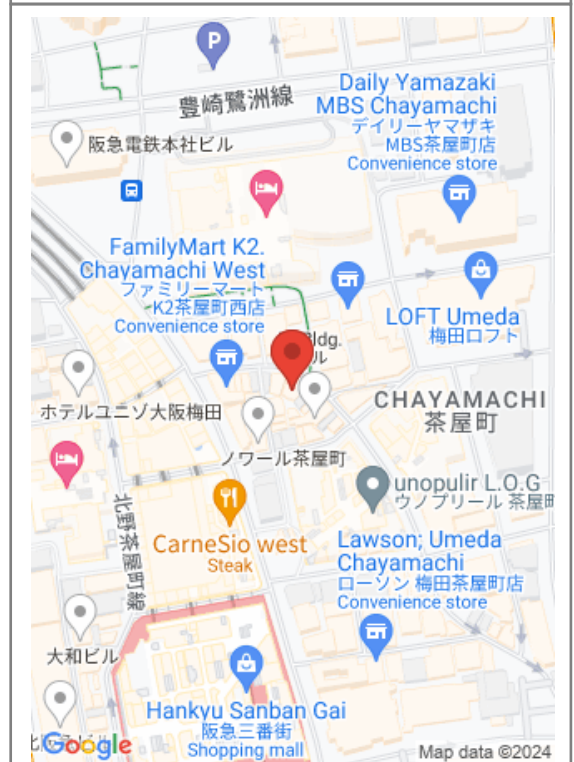 P
豊崎鷺洲線
Daily Yamazaki
MBS Chayamachi
デイリーヤマザキ
MBS茶屋町店
Convenience store
阪急電鉄本社ビル
FamilyMart K2.
Chayamachi West
ファミリーマート
K2茶屋町西店
Convenience store
LOFT Umeda
梅田ロフト
Bldg.
ル
CHAYAMACHI
茶屋町
ホテルユニゾ大阪梅田
ノワール茶屋町
unopulir L.O.G
ウノプリール 茶屋町
北野茶屋町線
CarneSio west
Steak
Lawson; Umeda
Chayamachi
ローソン 梅田茶屋町店
Convenience store
大和ビル
Hankyu Sanban Gai
阪急三番街
Shopping mall
Google
Map data ©2024